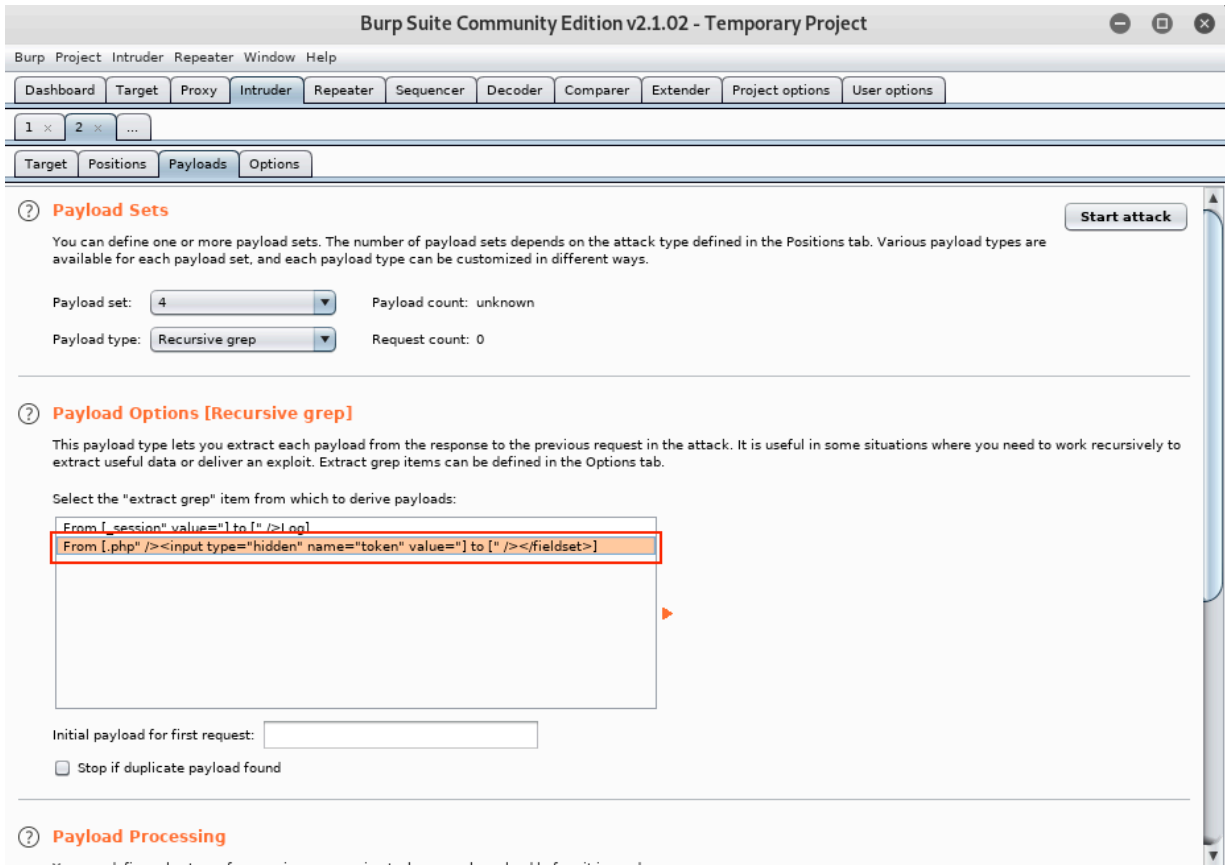 Burp Suite Community Edition v2.1.02 - Temporary Project
Burp Project Intruder Repeater Window Help
Dashboard Target Proxy Intruder Repeater Sequencer Decoder Comparer Extender Project options User options
1 × 2 × ...
Target Positions Payloads Options
? Payload Sets
Start attack
You can define one or more payload sets. The number of payload sets depends on the attack type defined in the Positions tab. Various payload types are
available for each payload set, and each payload type can be customized in different ways.
Payload set: 4 Payload count: unknown
Payload type: Recursive grep Request count: 0
? Payload Options [Recursive grep]
This payload type lets you extract each payload from the response to the previous request in the attack. It is useful in some situations where you need to work recursively to
extract useful data or deliver an exploit. Extract grep items can be defined in the Options tab.
Select the "extract grep" item from which to derive payloads:
From [_session" value="] to [" />Log]
From [.php" /><input type="hidden" name="token" value="] to [" /></fieldset>]
Initial payload for first request:
Stop if duplicate payload found
? Payload Processing